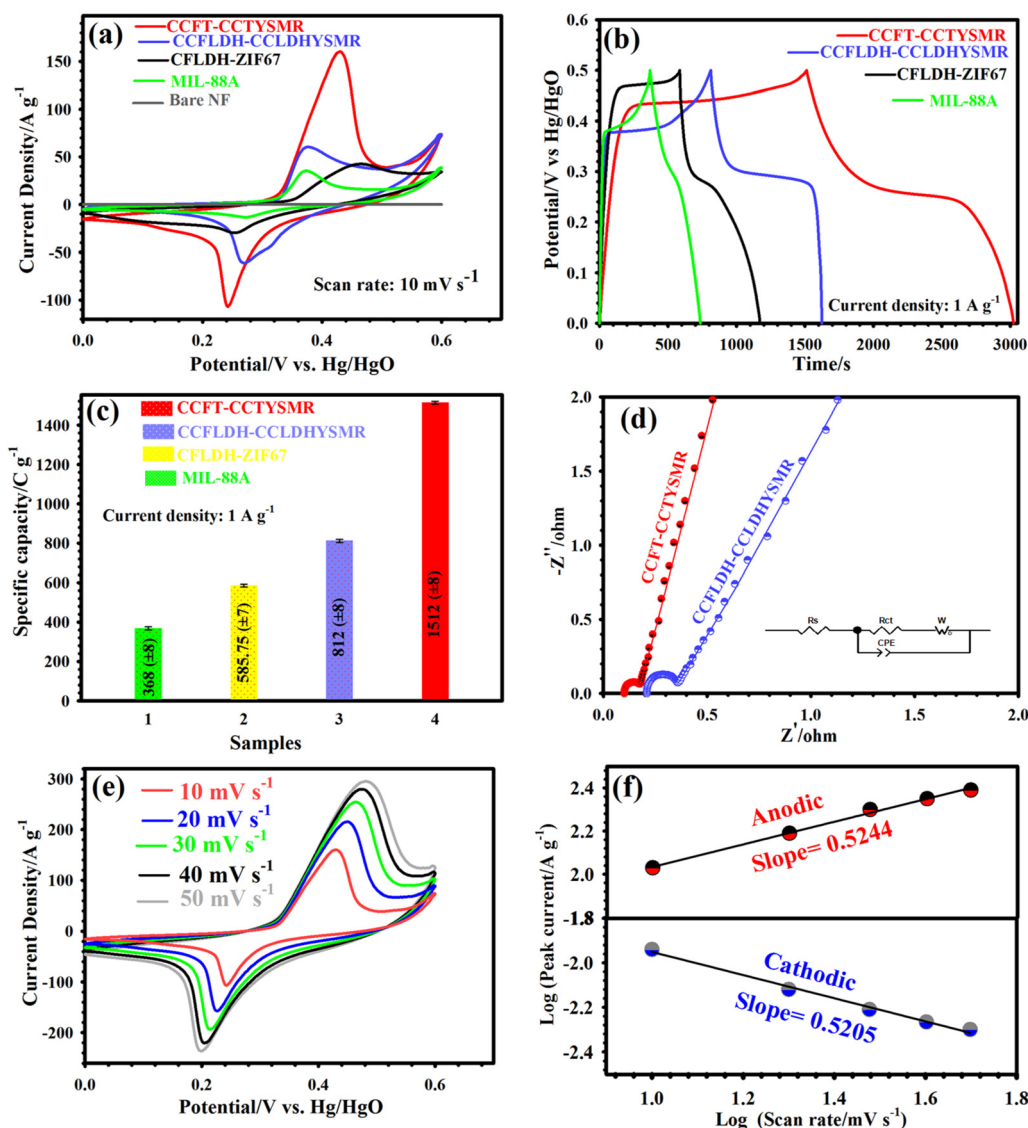 (a)
CCFT-CCTYSMR
CCFLDH-CCLDHYSMR
CFLDH-ZIF67
MIL-88A
Bare NF
Scan rate: 10 mV s⁻¹
Current Density/A g⁻¹
150
100
50
0
-50
-100
0.0 0.2 0.4 0.6
Potential/V vs. Hg/HgO
(b)
CCFT-CCTYSMR
CCFLDH-CCLDHYSMR
CFLDH-ZIF67
MIL-88A
Current density: 1 A g⁻¹
Potential/V vs Hg/HgO
0.6
0.5
0.4
0.3
0.2
0.1
0.0
0 500 1000 1500 2000 2500 3000
Time/s
(c)
CCFT-CCTYSMR
CCFLDH-CCLDHYSMR
CFLDH-ZIF67
MIL-88A
Current density: 1 A g⁻¹
Specific capacity/C g⁻¹
1400
1200
1000
800
600
400
200
0
368 (±8)
585.75 (±7)
812 (±8)
1512 (±8)
1 2 3 4
Samples
(d)
CCFT-CCTYSMR
CCFLDH-CCLDHYSMR
Rs
Rct
W
CPE
-Z''/ohm
2.0
1.5
1.0
0.5
0.0
0.0 0.5 1.0 1.5 2.0
Z'/ohm
(e)
10 mV s⁻¹
20 mV s⁻¹
30 mV s⁻¹
40 mV s⁻¹
50 mV s⁻¹
Current Density/A g⁻¹
300
200
100
0
-100
-200
0.0 0.2 0.4 0.6
Potential/V vs. Hg/HgO
(f)
Anodic
Slope= 0.5244
Cathodic
Slope= 0.5205
Log (Peak current/A g⁻¹)
2.4
2.2
2.0
-2.0
-2.2
-2.4
1.0 1.2 1.4 1.6 1.8
Log (Scan rate/mV s⁻¹)